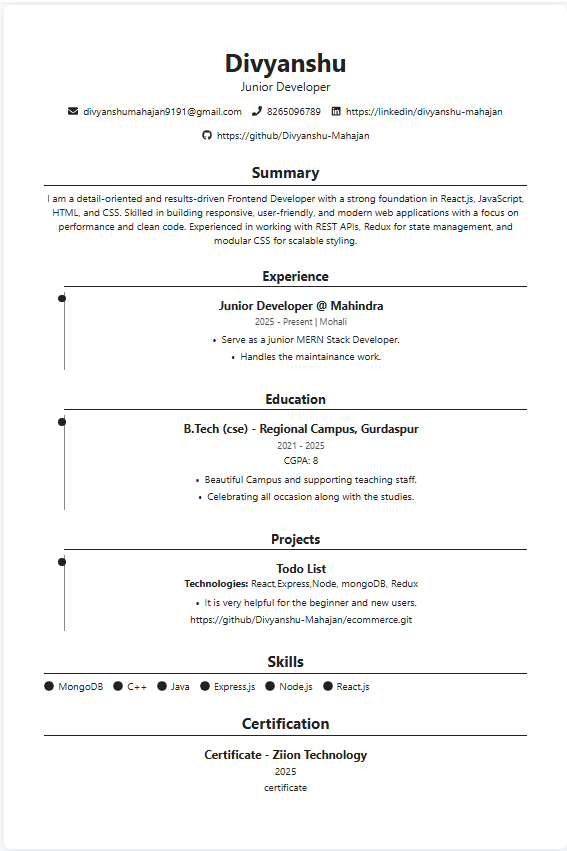 Divyanshu
Junior Developer
divyanshumahajan9191@gmail.com 8265096789 https://linkedin/divyanshu-mahajan
https://github/Divyanshu-Mahajan
Summary
I am a detail-oriented and results-driven Frontend Developer with a strong foundation in React.js, JavaScript,
HTML, and CSS. Skilled in building responsive, user-friendly, and modern web applications with a focus on
performance and clean code. Experienced in working with REST APIs, Redux for state management, and
modular CSS for scalable styling.
Experience
Junior Developer @ Mahindra
2025 - Present | Mohali
• Serve as a junior MERN Stack Developer.
• Handles the maintainance work.
Education
B.Tech (cse) - Regional Campus, Gurdaspur
2021 - 2025
CGPA: 8
• Beautiful Campus and supporting teaching staff.
• Celebrating all occasion along with the studies.
Projects
Todo List
Technologies: React,Express,Node, mongoDB, Redux
• It is very helpful for the beginner and new users.
https://github/Divyanshu-Mahajan/ecommerce.git
Skills
MongoDB C++ Java Express.js Node.js React.js
Certification
Certificate - Ziion Technology
2025
certificate